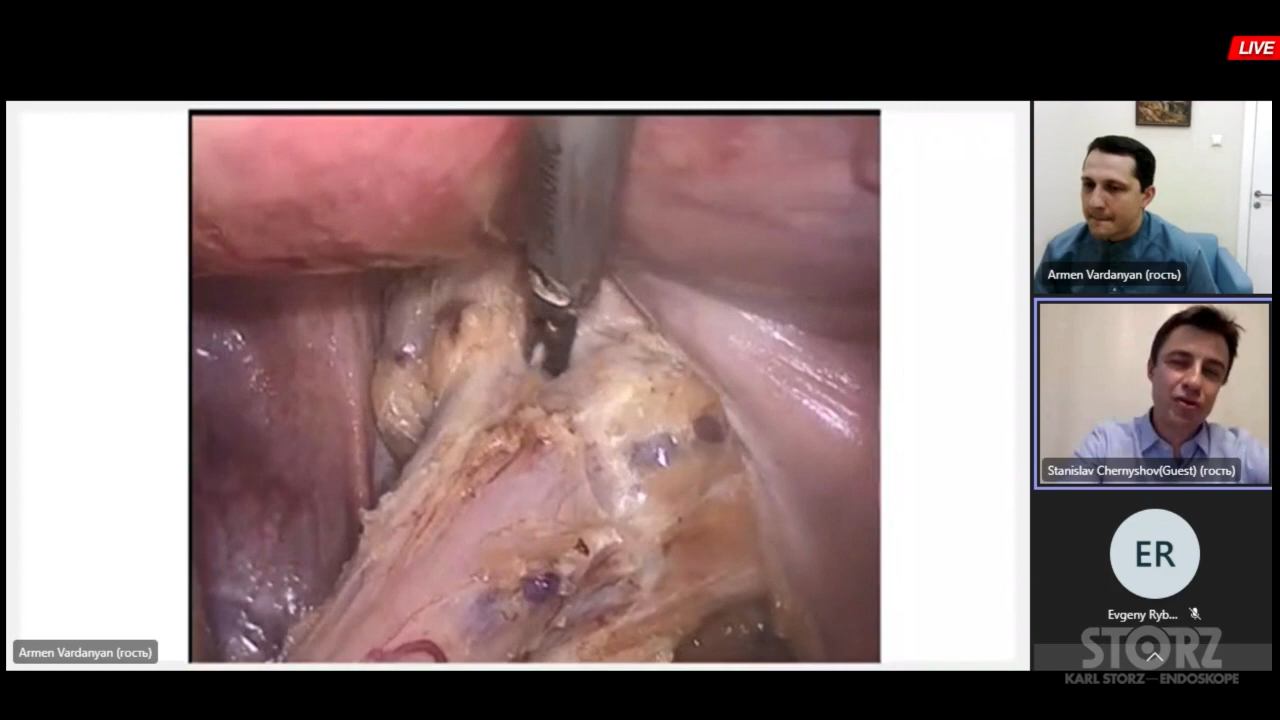 LIVE
Armen Vardanyan (гость)
Stanislav Chernyshov(Guest) (гость)
ER
Evgeny Ryb...
Armen Vardanyan (гость)
STORZ
KARL STORZ—ENDOSKOPE